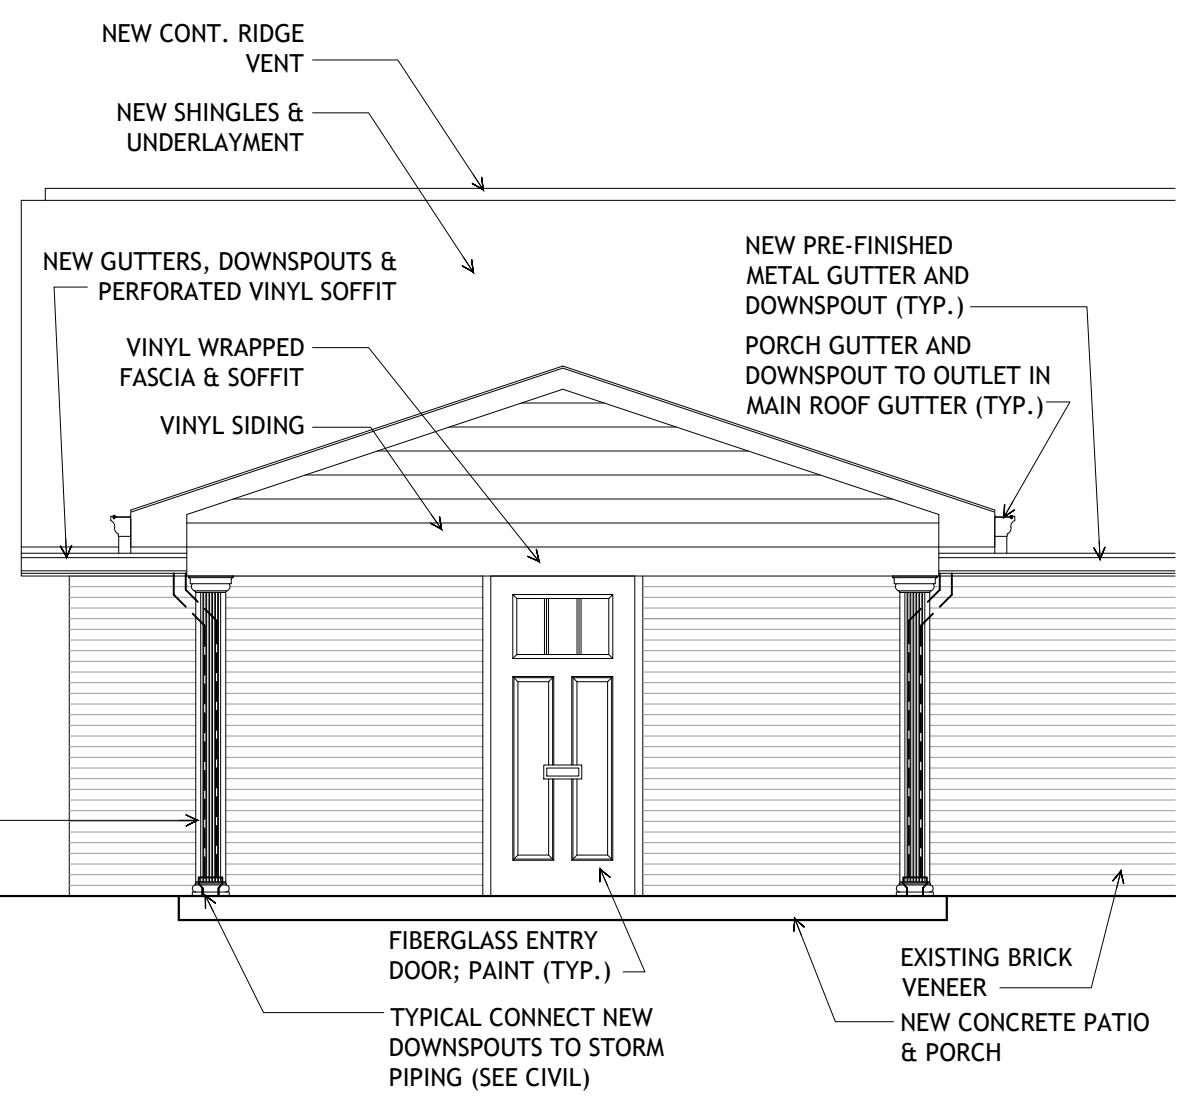 NEW CONT. RIDGE
VENT
NEW SHINGLES &
UNDERLAYMENT
NEW GUTTERS, DOWNSPOUTS &
PERFORATED VINYL SOFFIT
VINYL WRAPPED
FASCIA & SOFFIT
VINYL SIDING
NEW PRE-FINISHED
METAL GUTTER AND
DOWNSPOUT (TYP.)
PORCH GUTTER AND
DOWNSPOUT TO OUTLET IN
MAIN ROOF GUTTER (TYP.)
FIBERGLASS ENTRY
DOOR; PAINT (TYP.)
TYPICAL CONNECT NEW
DOWNSPOUTS TO STORM
PIPING (SEE CIVIL)
EXISTING BRICK
VENEER
NEW CONCRETE PATIO
& PORCH